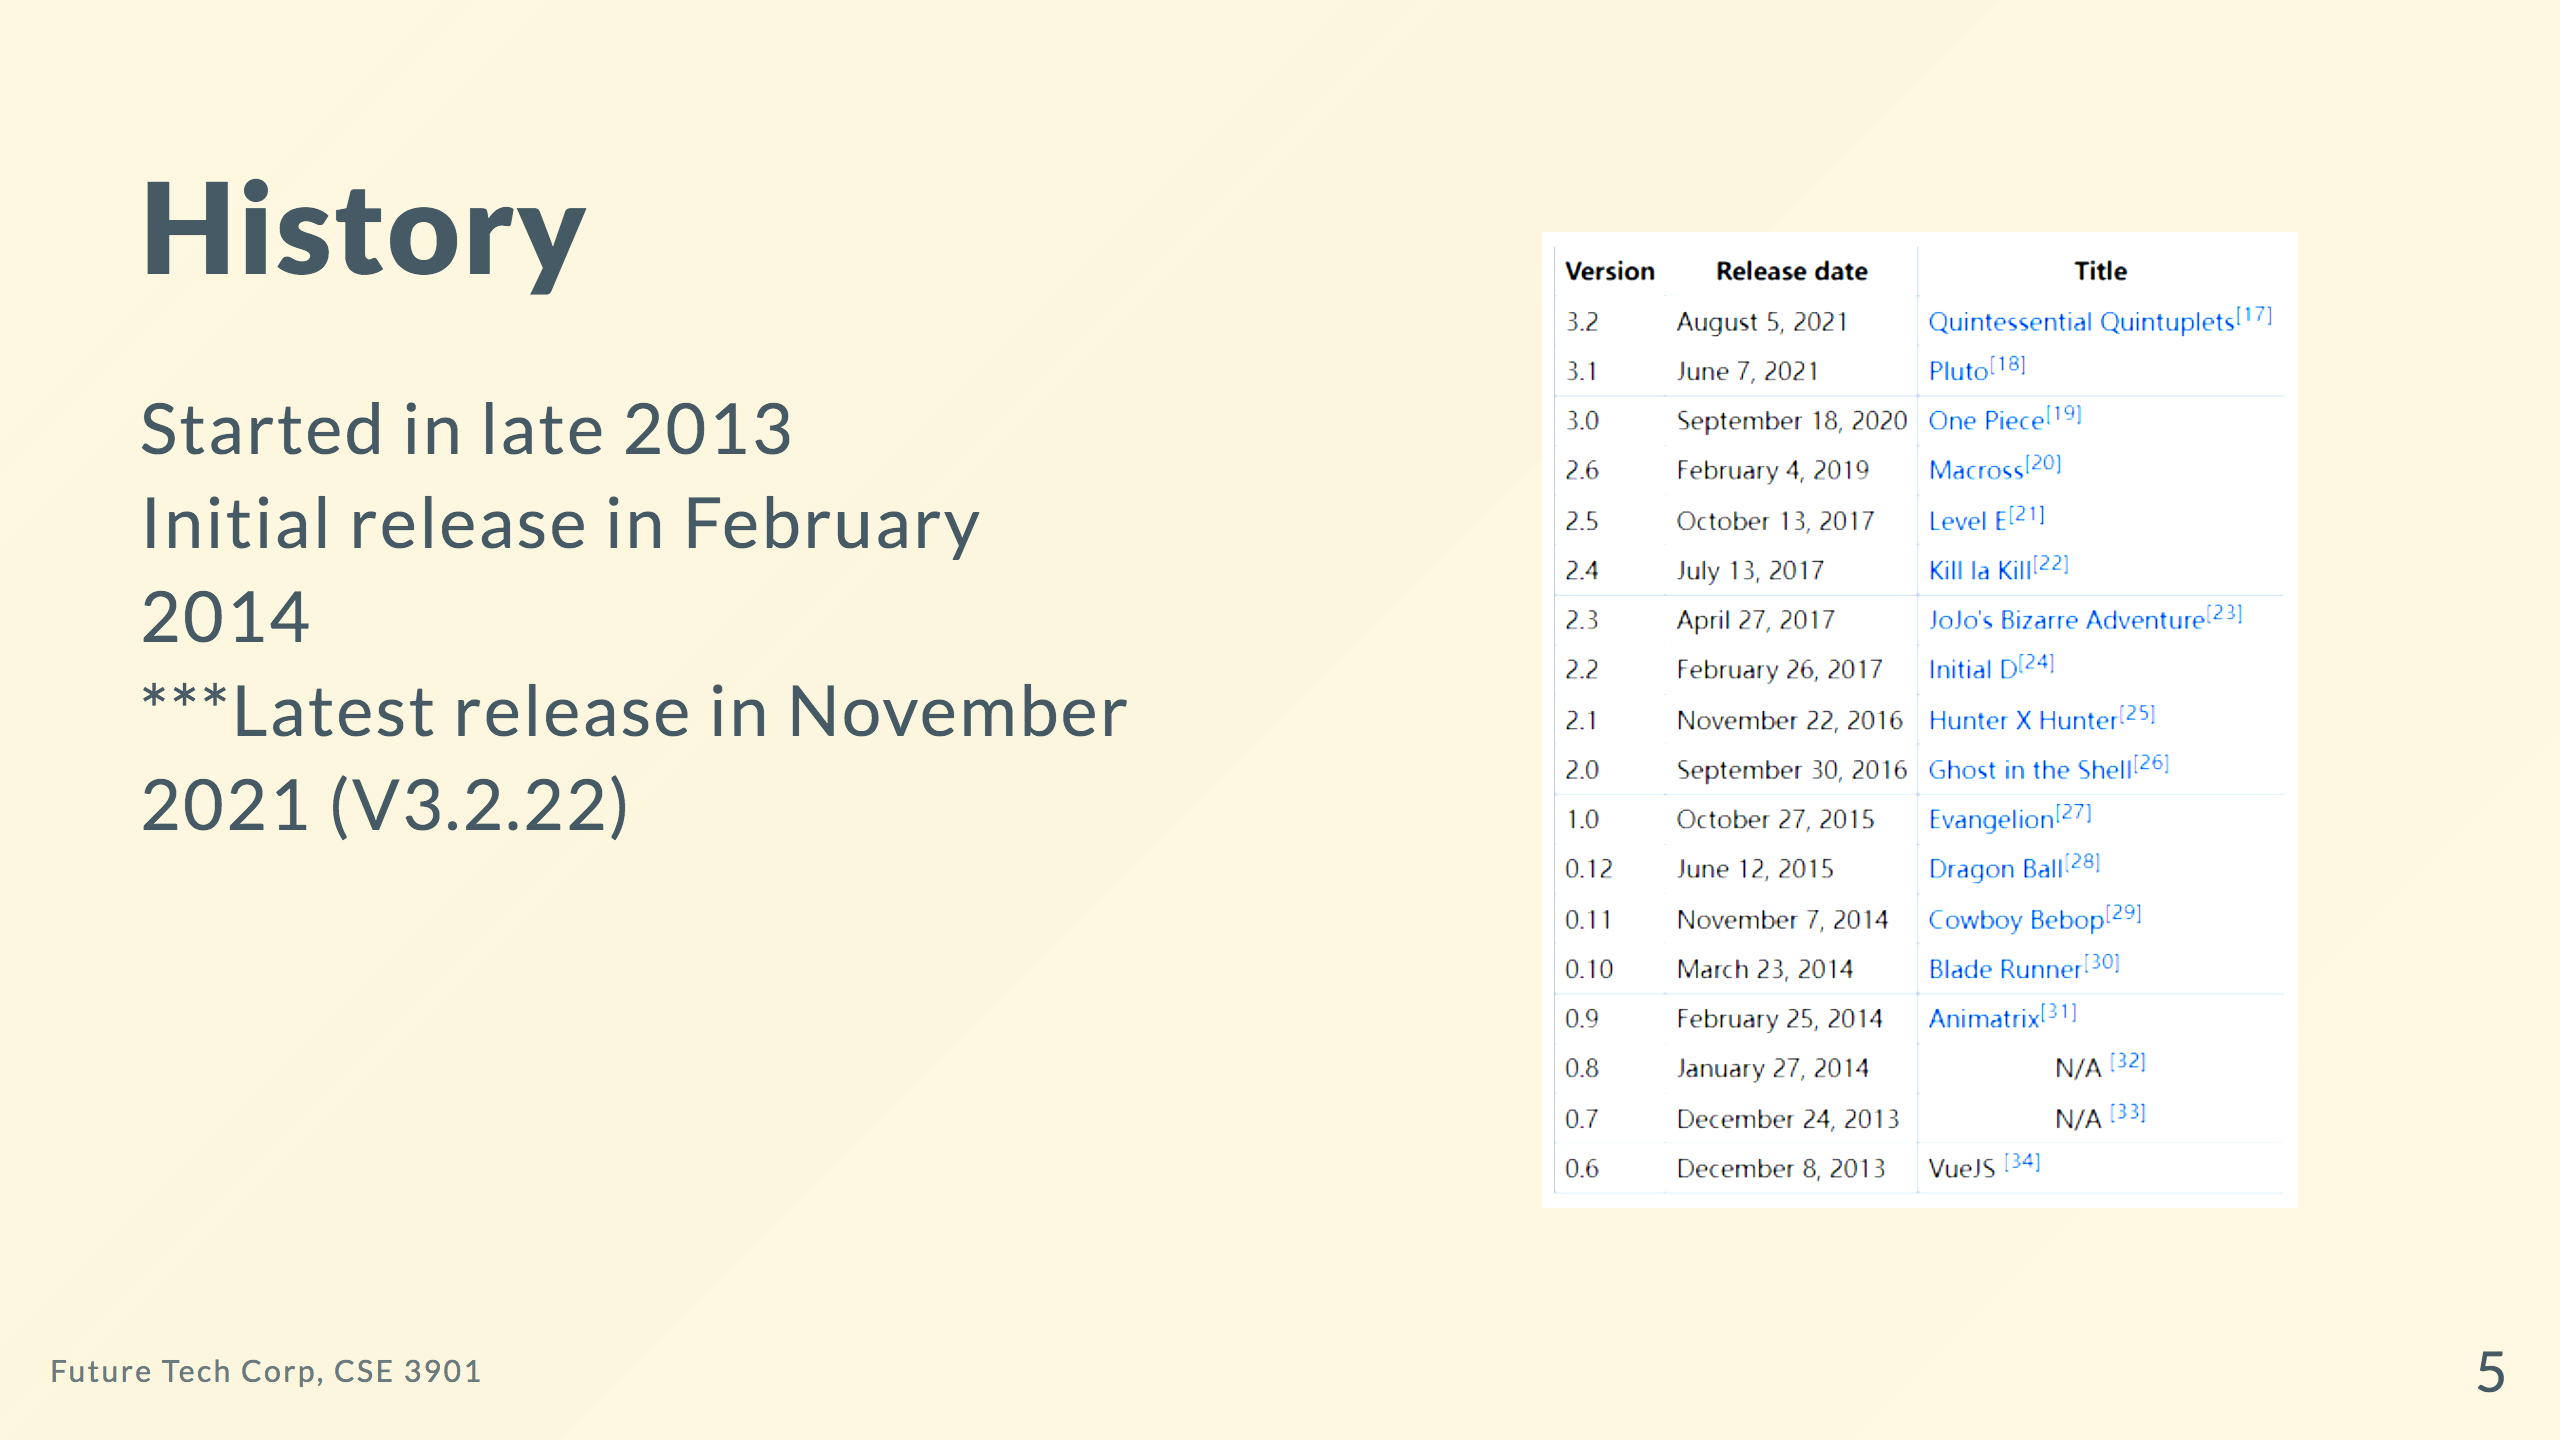 History
Started in late 2013
Initial release in February
2014
***Latest release in November
2021 (V3.2.22)
Version Release date Title
3.2 August 5, 2021 Quintessential Quintuplets[17]
3.1 June 7, 2021 Pluto[18]
3.0 September 18, 2020 One Piece[19]
2.6 February 4, 2019 Macross[20]
2.5 October 13, 2017 Level E[21]
2.4 July 13, 2017 Kill la Kill[22]
2.3 April 27, 2017 JoJo's Bizarre Adventure[23]
2.2 February 26, 2017 Initial D[24]
2.1 November 22, 2016 Hunter X Hunter[25]
2.0 September 30, 2016 Ghost in the Shell[26]
1.0 October 27, 2015 Evangelion[27]
0.12 June 12, 2015 Dragon Ball[28]
0.11 November 7, 2014 Cowboy Bebop[29]
0.10 March 23, 2014 Blade Runner[30]
0.9 February 25, 2014 Animatrix[31]
0.8 January 27, 2014 N/A [32]
0.7 December 24, 2013 N/A [33]
0.6 December 8, 2013 VueJS [34]
Future Tech Corp, CSE 3901
5